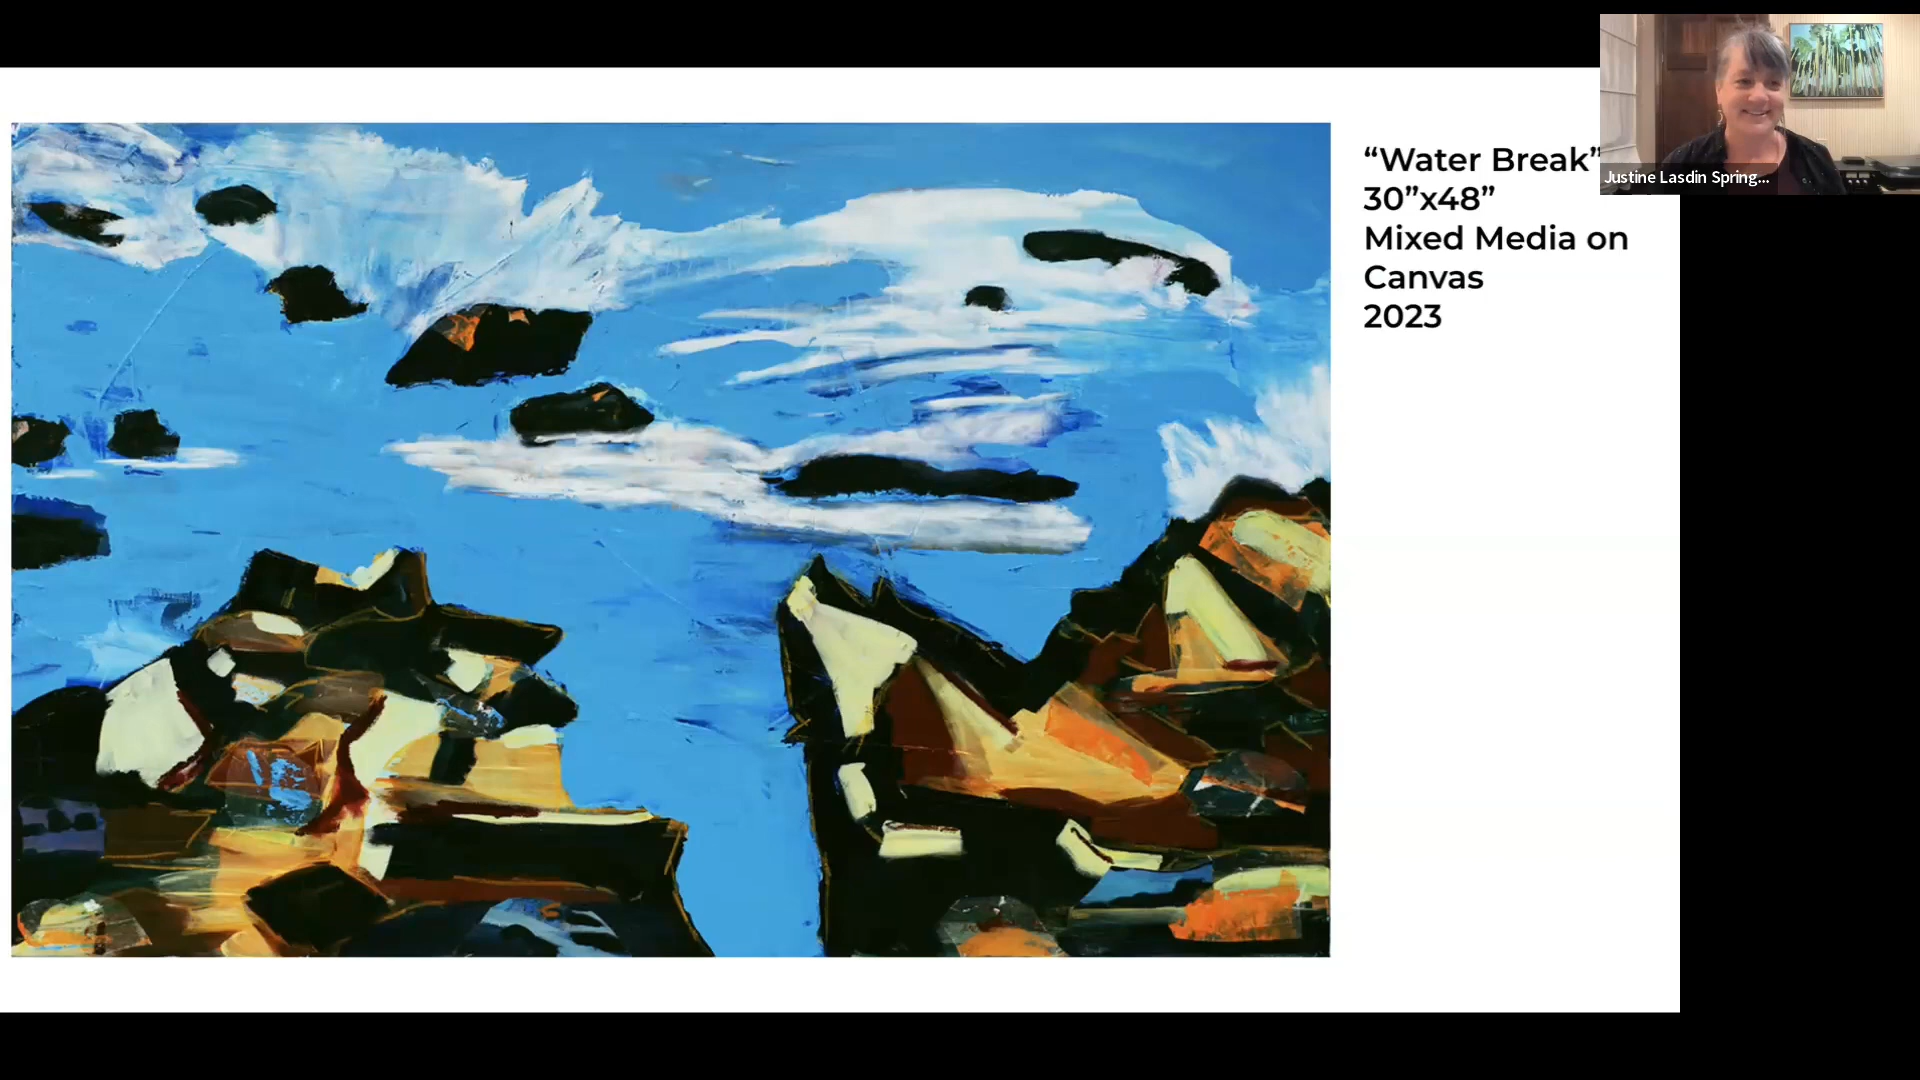 “Water Break”
30”x48”
Mixed Media on
Canvas
2023
Justine Lasdin Spring...